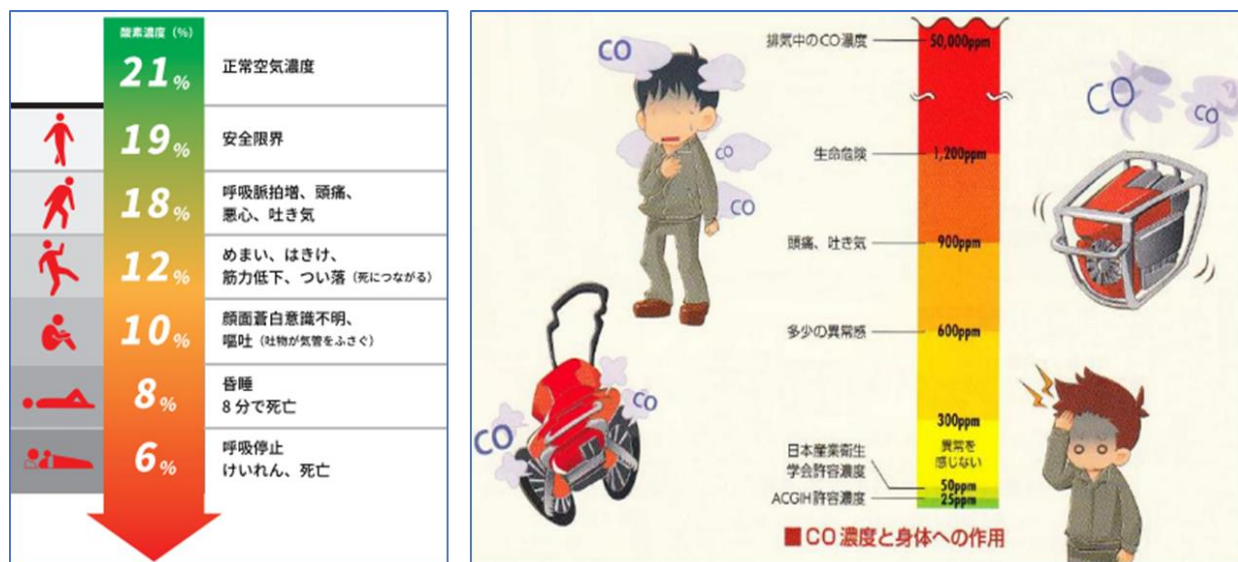 酸素濃度（%）
21%
正常空気濃度
19%
安全限界
18%
呼吸脈拍増、頭痛、
悪心、吐き気
12%
めまい、はきけ、
筋力低下、つい落（死につながる）
10%
顔面蒼白意識不明、
嘔吐（吐物が気管をふさぐ）
8%
昏睡
8分で死亡
6%
呼吸停止
けいれん、死亡
CO
CO
CO
CO
CO
CO
CO
排気中のCO濃度
50,000ppm
生命危険
1,200ppm
頭痛、吐き気
900ppm
多少の異常感
600ppm
300ppm
異常を
感じない
日本産業衛生
学会許容濃度
50ppm
ACGIH許容濃度
25ppm
■CO濃度と身体への作用